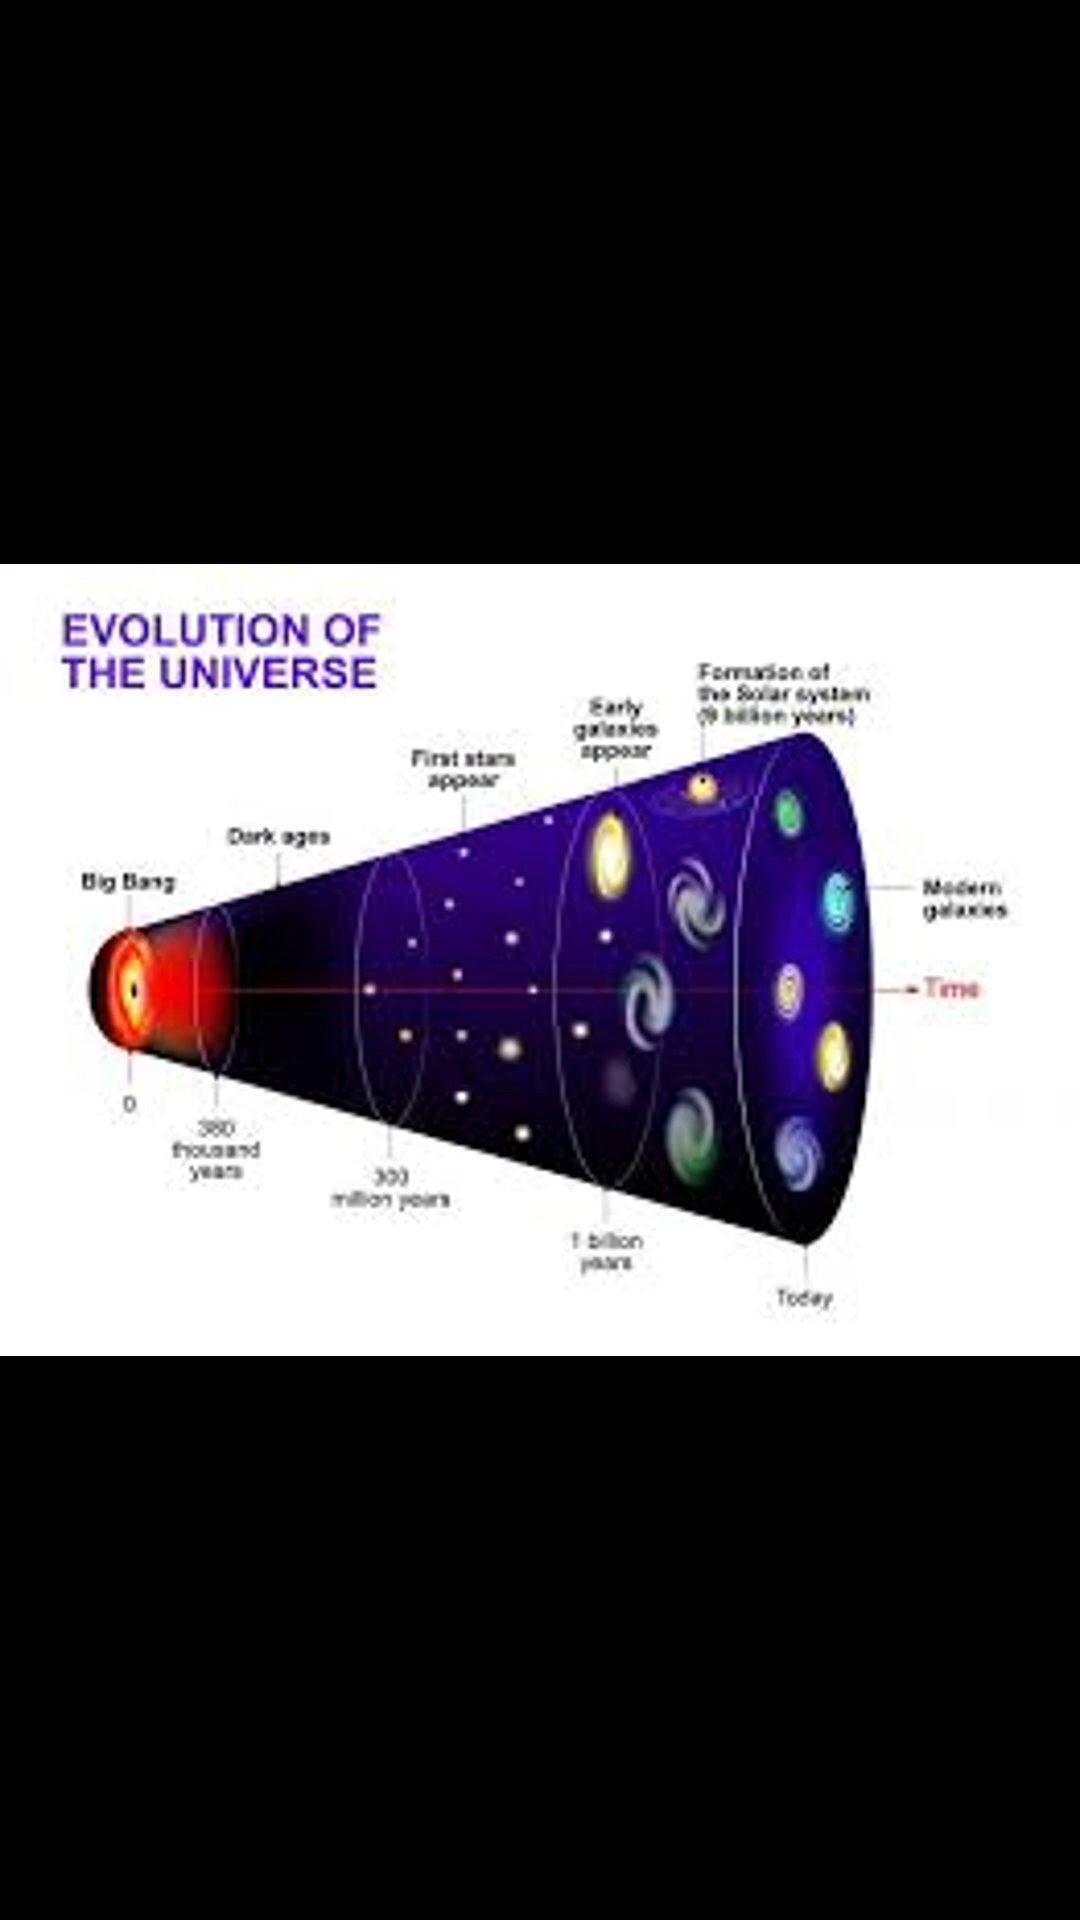 EVOLUTION OF
THE UNIVERSE
Formation of
the Solar system
(9 billion years)
Early
galaxies
appear
First stars
appear
Dark ages
Big Bang
Modern
galaxies
Time
0
380
thousand
years
300
million years
1 billion
years
Today